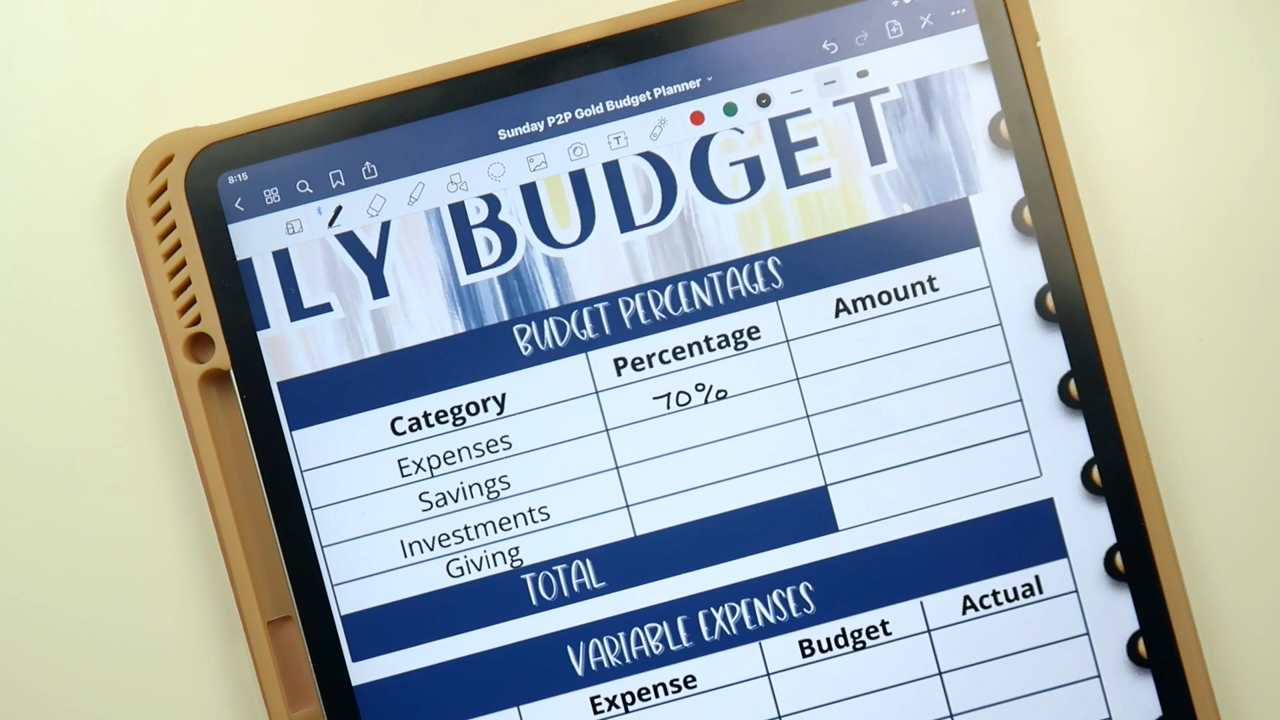 8:15
Sunday P2P Gold Budget Planner
LY BUDGET
BUDGET PERCENTAGES
Category Percentage Amount
Expenses 70%
Savings
Investments
Giving
TOTAL
VARIABLE EXPENSES
Expense Budget Actual